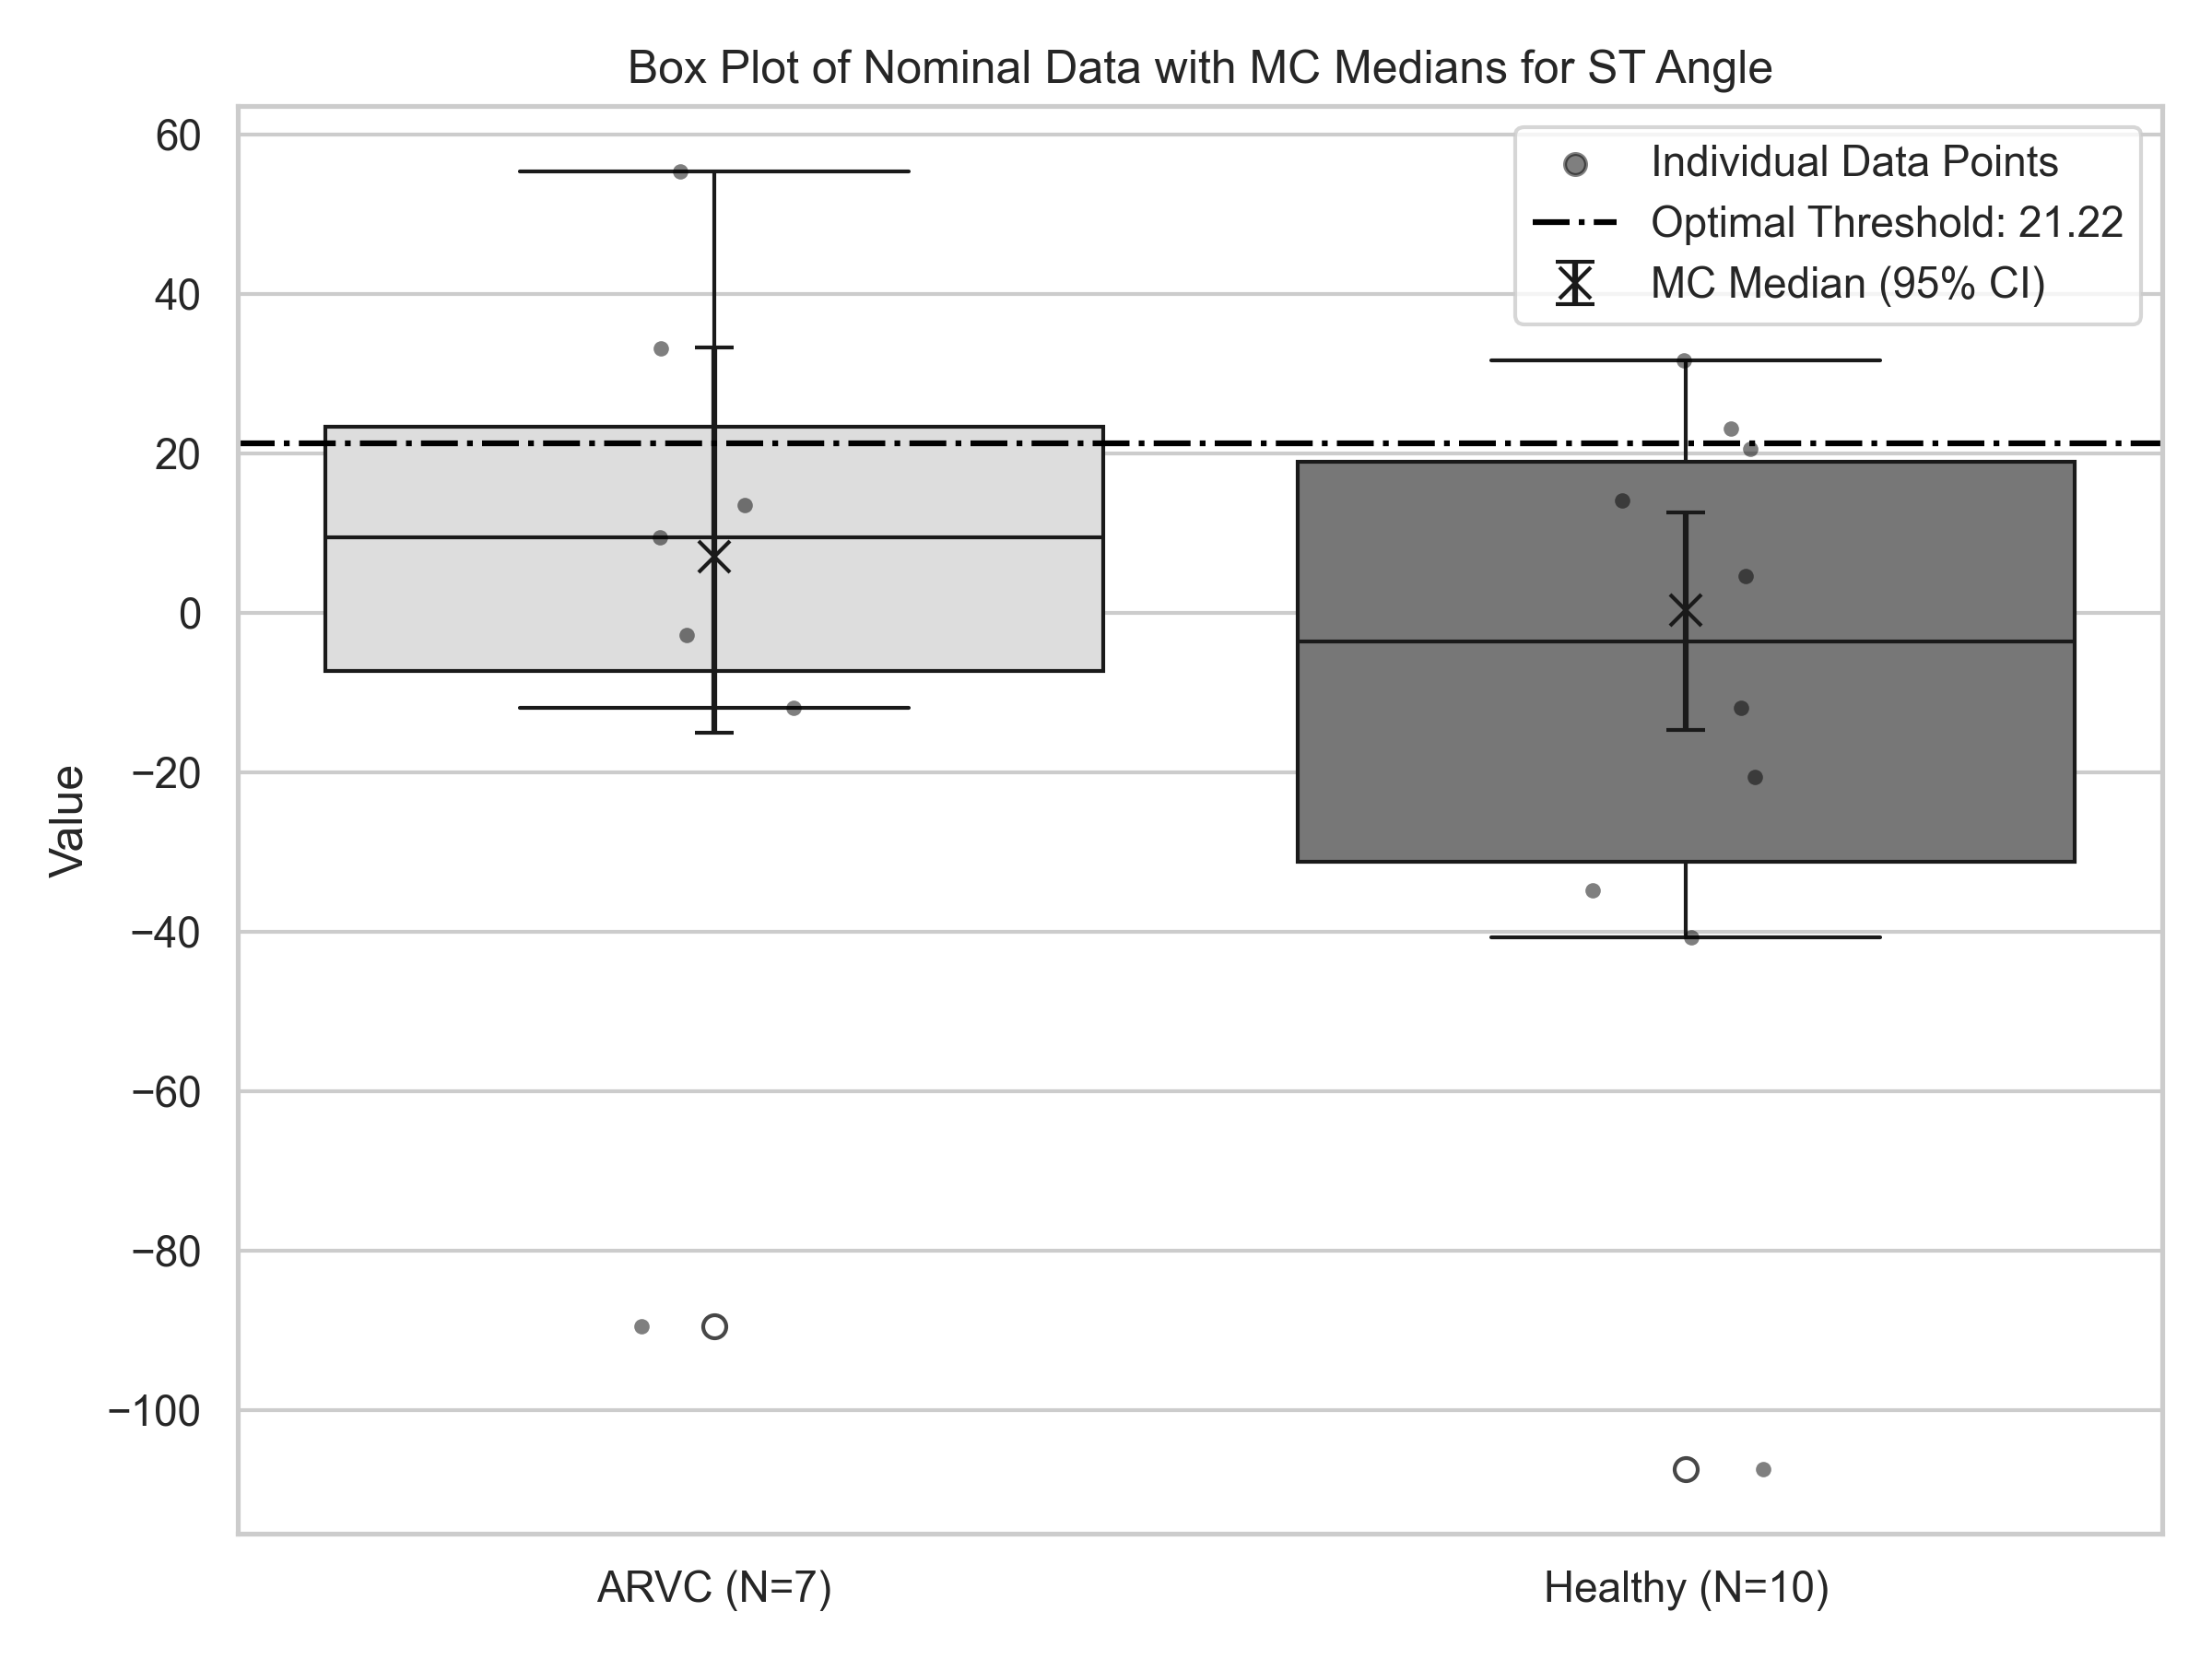 Box Plot of Nominal Data with MC Medians for ST Angle
Individual Data Points
Optimal Threshold: 21.22
MC Median (95% CI)
Value
60
40
20
0
−20
−40
−60
−80
−100
ARVC (N=7)
Healthy (N=10)